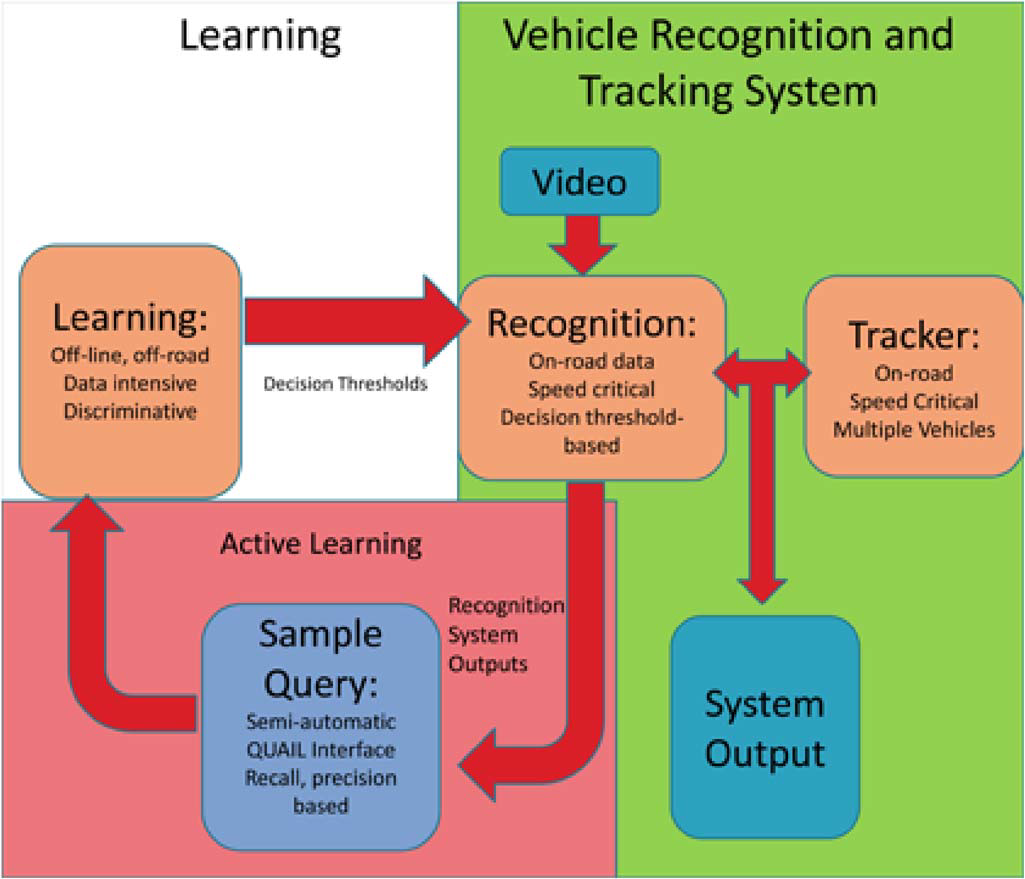 Learning
Vehicle Recognition and
Tracking System
Video
Learning:
Off-line, off-road
Data intensive
Discriminative
Decision Thresholds
Recognition:
On-road data
Speed critical
Decision threshold-
based
Tracker:
On-road
Speed Critical
Multiple Vehicles
Active Learning
Sample
Query:
Semi-automatic
QUAIL Interface
Recall, precision
based
Recognition
System
Outputs
System
Output